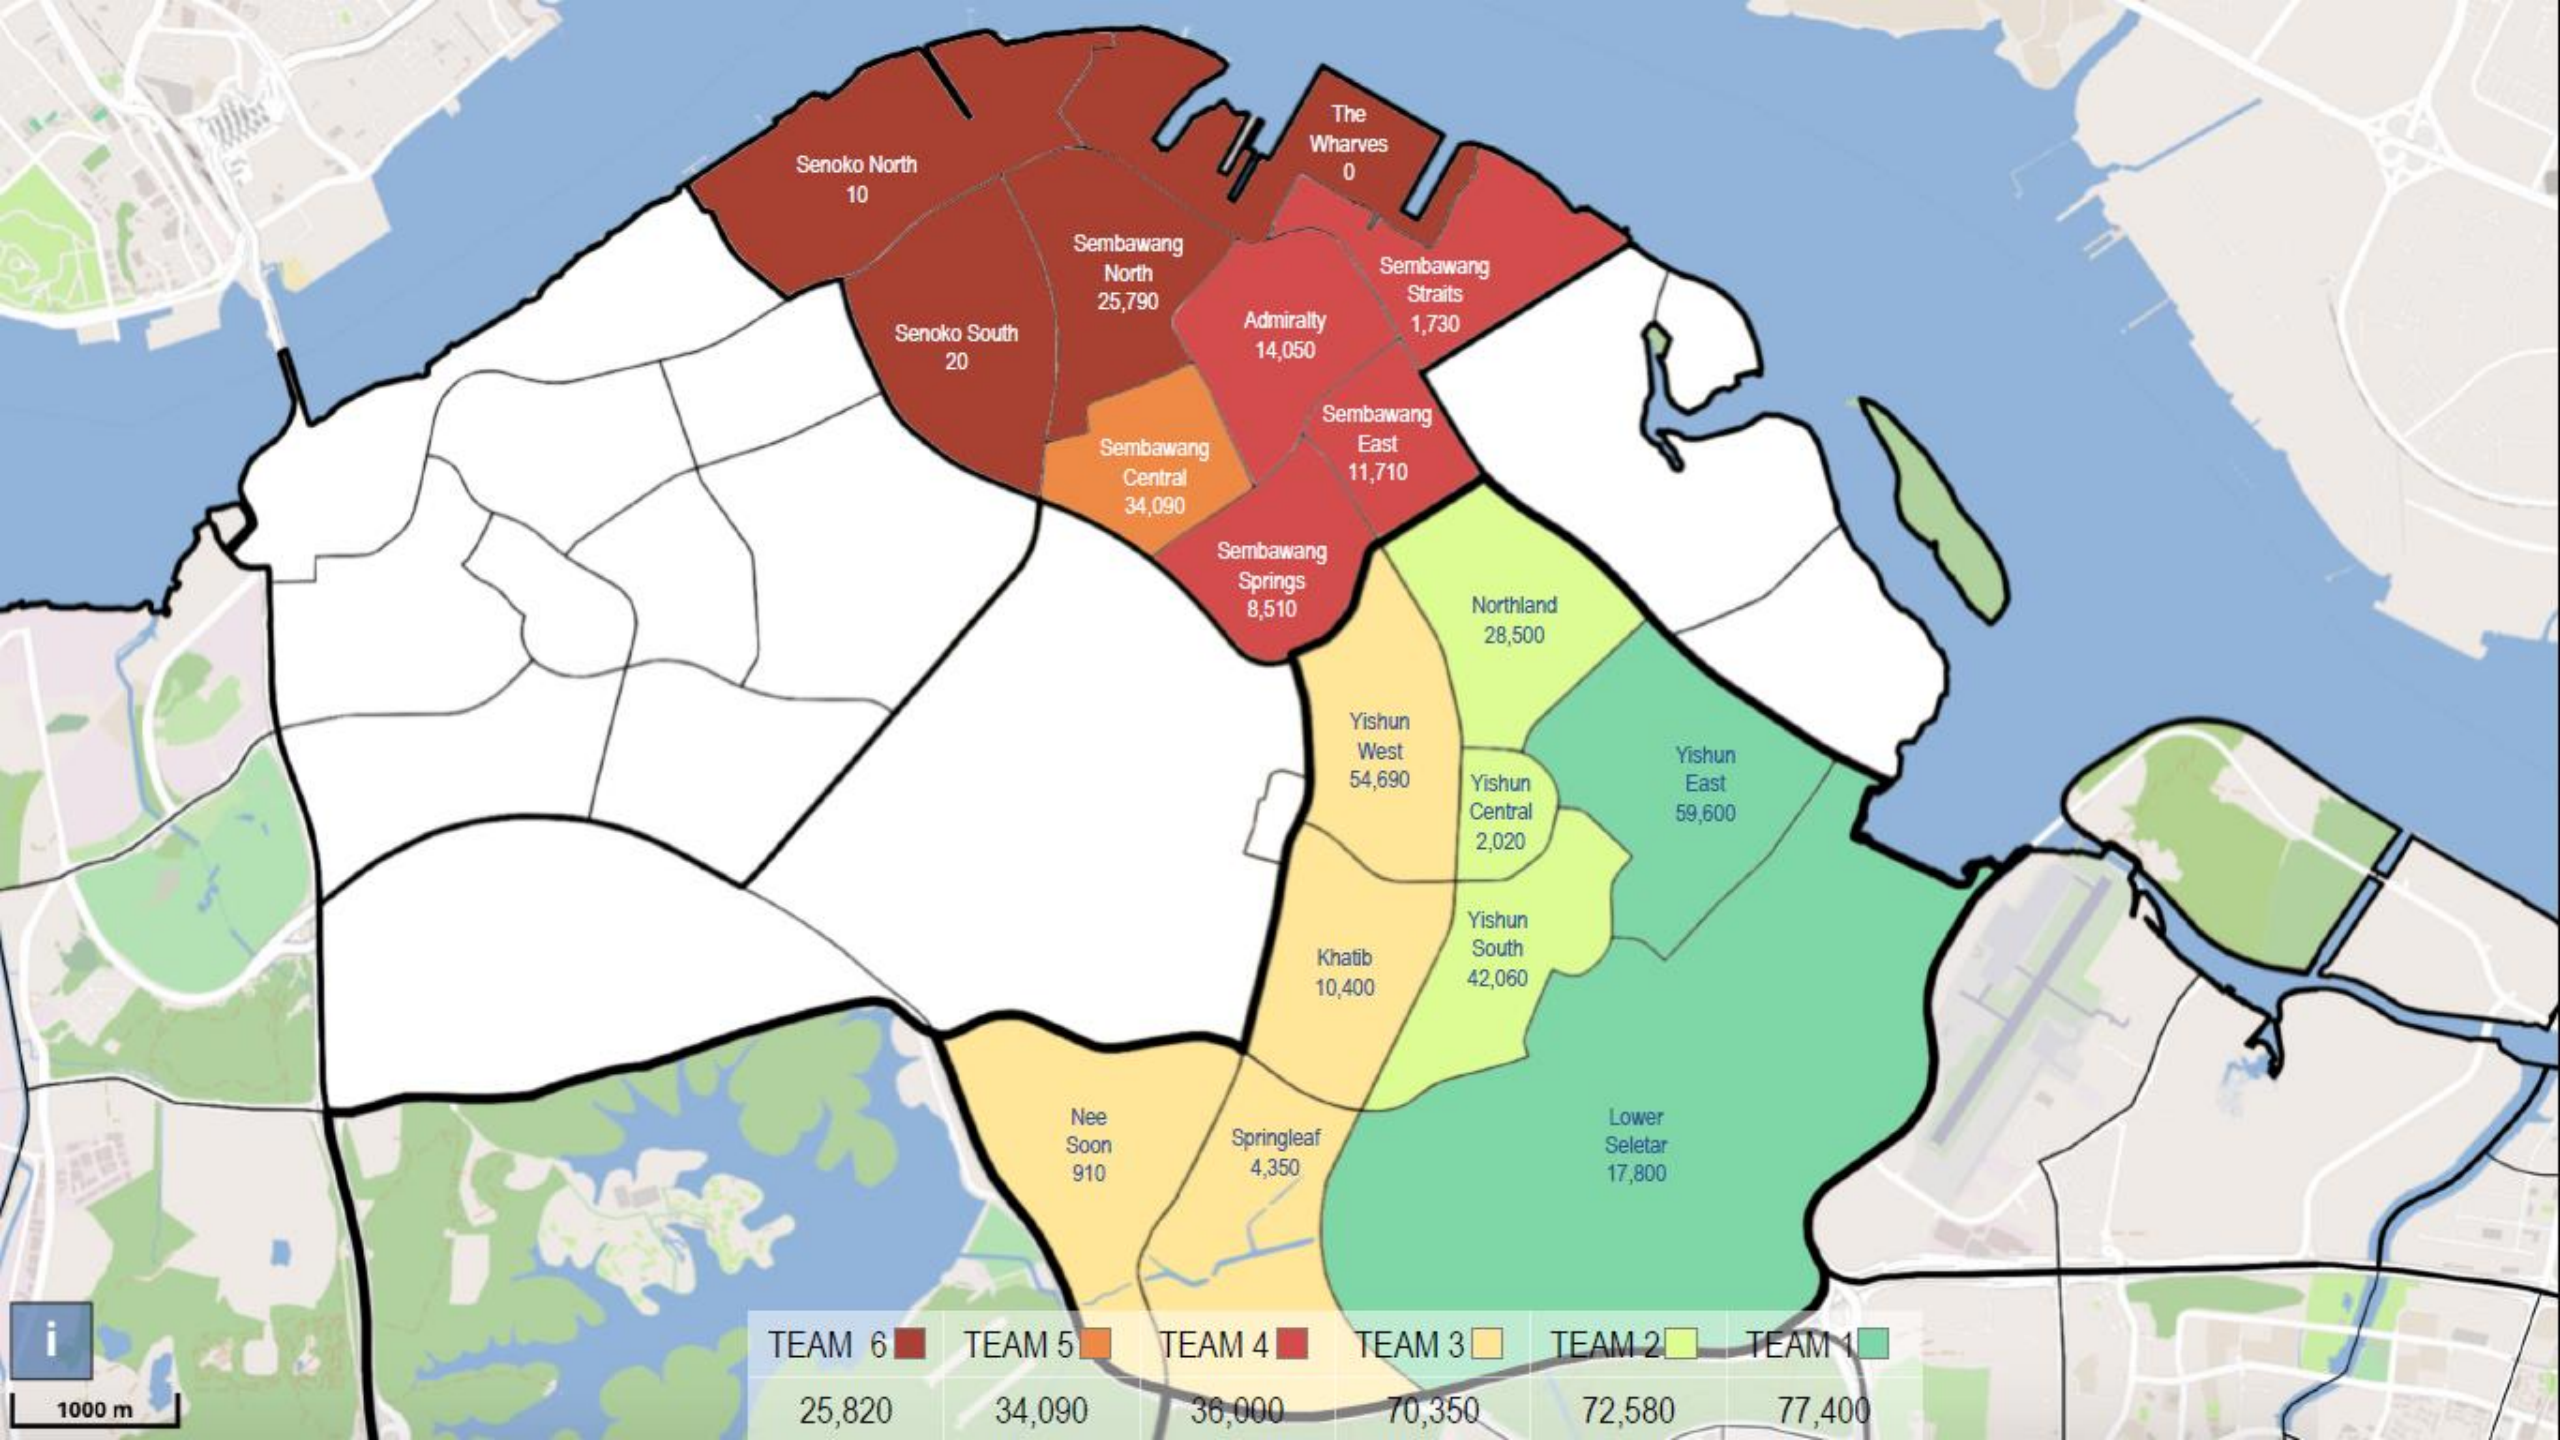 The
Wharves
0
Senoko North
10
Sembawang
North
25,790
Sembawang
Straits
1,730
Senoko South
20
Admiralty
14,050
Sembawang
East
11,710
Sembawang
Central
34,090
Sembawang
Springs
8,510
Northland
28,500
Yishun
West
54,690
Yishun
Central
2,020
Yishun
East
59,600
Yishun
South
42,060
Khatib
10,400
Nee
Soon
910
Springleaf
4,350
Lower
Seletar
17,800
i
1000 m
TEAM 6 TEAM 5 TEAM 4 TEAM 3 TEAM 2 TEAM 1
25,820 34,090 36,000 70,350 72,580 77,400